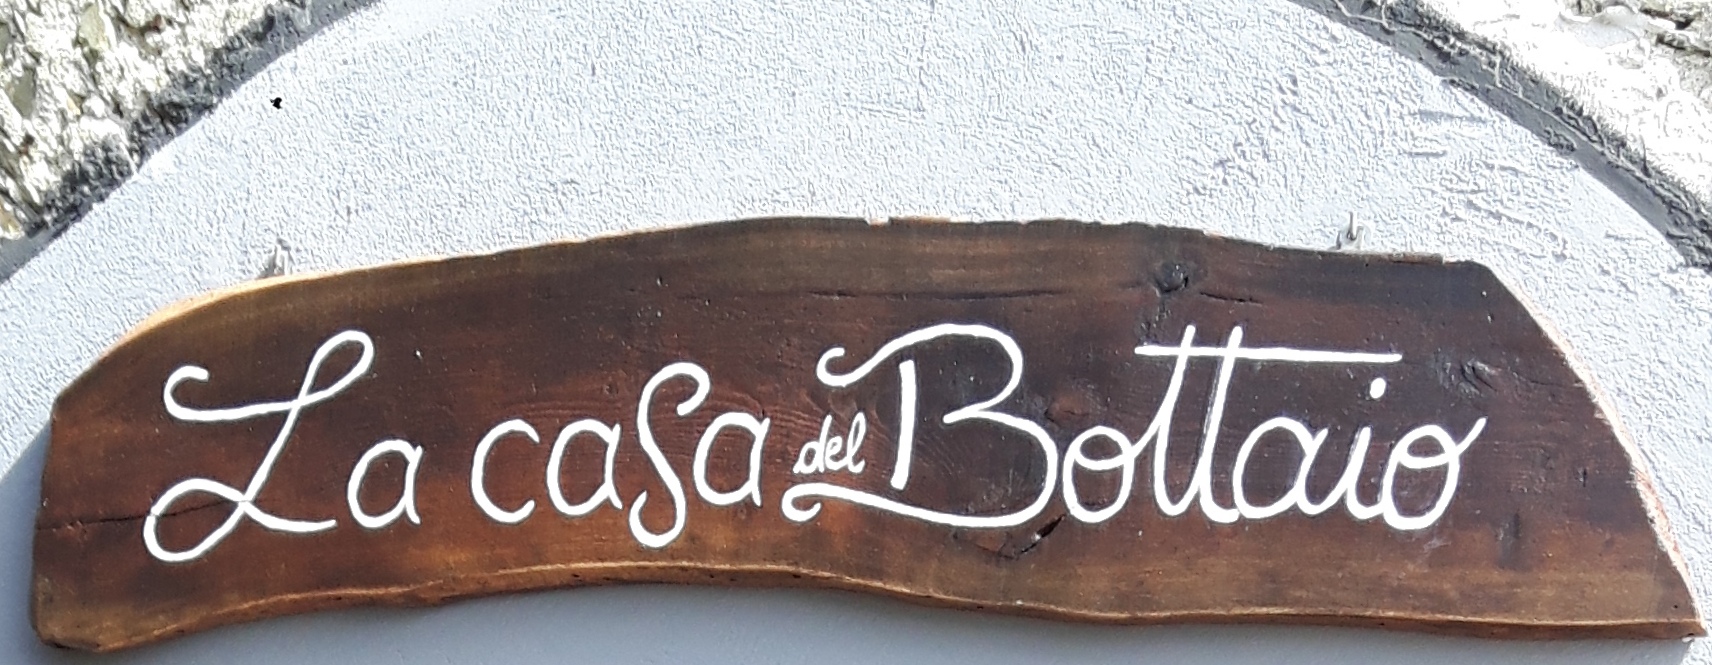 La casa del Bottaio